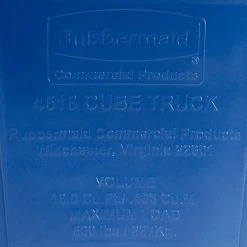 Rubbermaid
Commercial Products
4616 CUBE TRUCK
Rubbermaid Commercial Products
Winchester, Virginia 22601
VOLUME
16.0 Cu.Ft./.453 Cu.M.
MAXIMUM LOAD
500 lbs./227Kg.